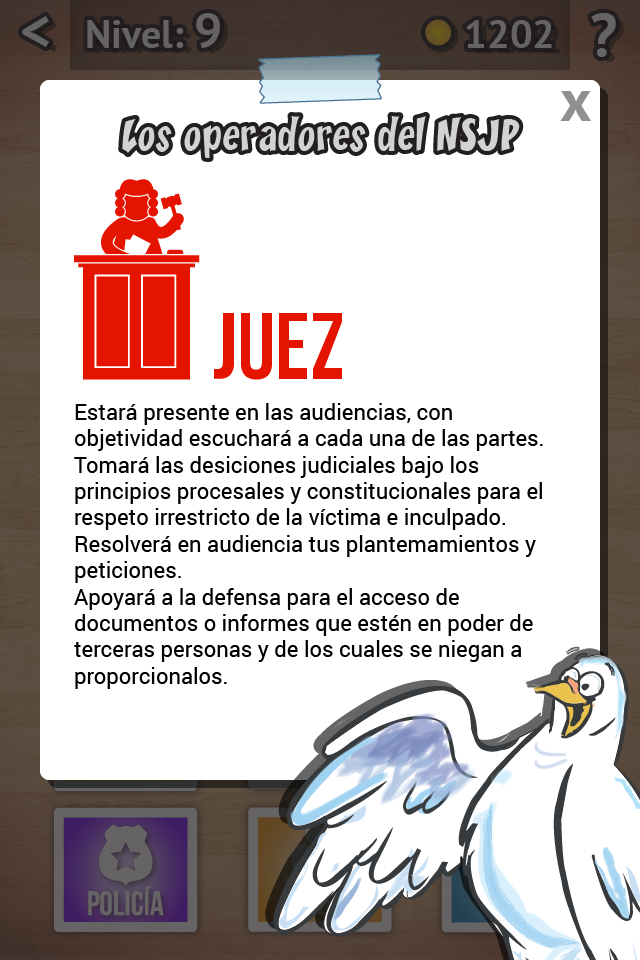 < Nivel: 9 1202 ?
Los operadores del NSJP
X
JUEZ
Estará presente en las audiencias, con
objetividad escuchará a cada una de las partes.
Tomará las desiciones judiciales bajo los
principios procesales y constitucionales para el
respeto irrestricto de la víctima e inculpado.
Resolverá en audiencia tus plantemamientos y
peticiones.
Apoyará a la defensa para el acceso de
documentos o informes que estén en poder de
terceras personas y de los cuales se niegan a
proporcionalos.
POLICÍA